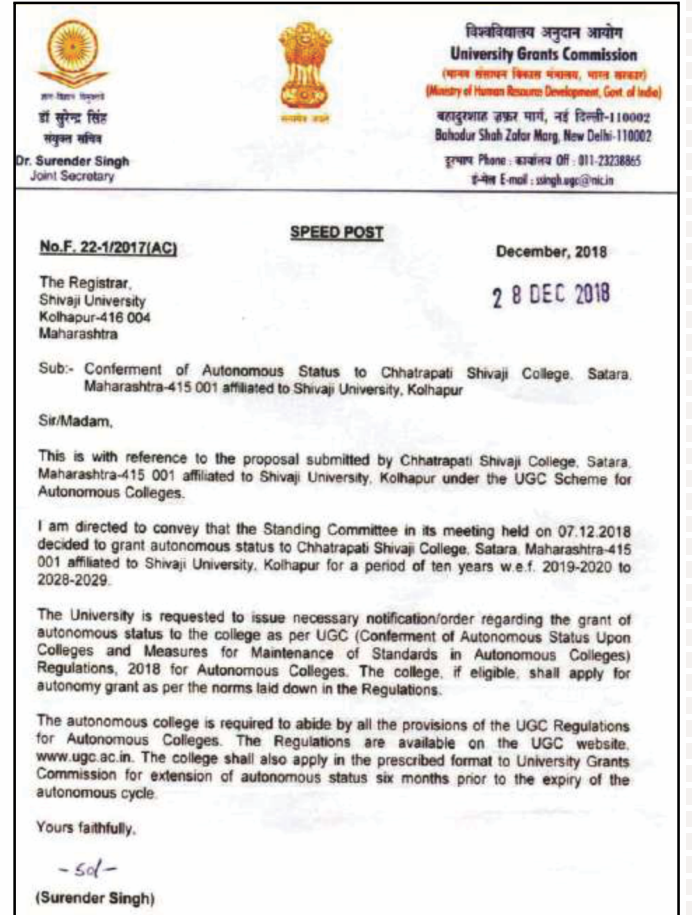 ज्ञान-विज्ञान विमुक्तये
डॉ सुरेन्द्र सिंह
संयुक्त सचिव
Dr. Surender Singh
Joint Secretary
सत्यमेव जयते
विश्वविद्यालय अनुदान आयोग
University Grants Commission
(मानव संसाधन विकास मंत्रालय, भारत सरकार)
(Ministry of Human Resource Development, Govt. of India)
बहादुरशाह ज़फ़र मार्ग, नई दिल्ली-110002
Bahadur Shah Zafar Marg, New Delhi-110002
दूरभाष Phone : कार्यालय Off : 011-23238865
ई-मेल E-mail : ssingh.ugc@nic.in
SPEED POST
No.F. 22-1/2017(AC)
December, 2018
28 DEC 2018
The Registrar,
Shivaji University
Kolhapur-416 004
Maharashtra
Sub:- Conferment of Autonomous Status to Chhatrapati Shivaji College, Satara,
Maharashtra-415 001 affiliated to Shivaji University, Kolhapur
Sir/Madam,
This is with reference to the proposal submitted by Chhatrapati Shivaji College, Satara,
Maharashtra-415 001 affiliated to Shivaji University, Kolhapur under the UGC Scheme for
Autonomous Colleges.
I am directed to convey that the Standing Committee in its meeting held on 07.12.2018
decided to grant autonomous status to Chhatrapati Shivaji College, Satara, Maharashtra-415
001 affiliated to Shivaji University, Kolhapur for a period of ten years w.e.f. 2019-2020 to
2028-2029.
The University is requested to issue necessary notification/order regarding the grant of
autonomous status to the college as per UGC (Conferment of Autonomous Status Upon
Colleges and Measures for Maintenance of Standards in Autonomous Colleges)
Regulations, 2018 for Autonomous Colleges. The college, if eligible, shall apply for
autonomy grant as per the norms laid down in the Regulations.
The autonomous college is required to abide by all the provisions of the UGC Regulations
for Autonomous Colleges. The Regulations are available on the UGC website,
www.ugc.ac.in. The college shall also apply in the prescribed format to University Grants
Commission for extension of autonomous status six months prior to the expiry of the
autonomous cycle.
Yours faithfully,
-sd-
(Surender Singh)